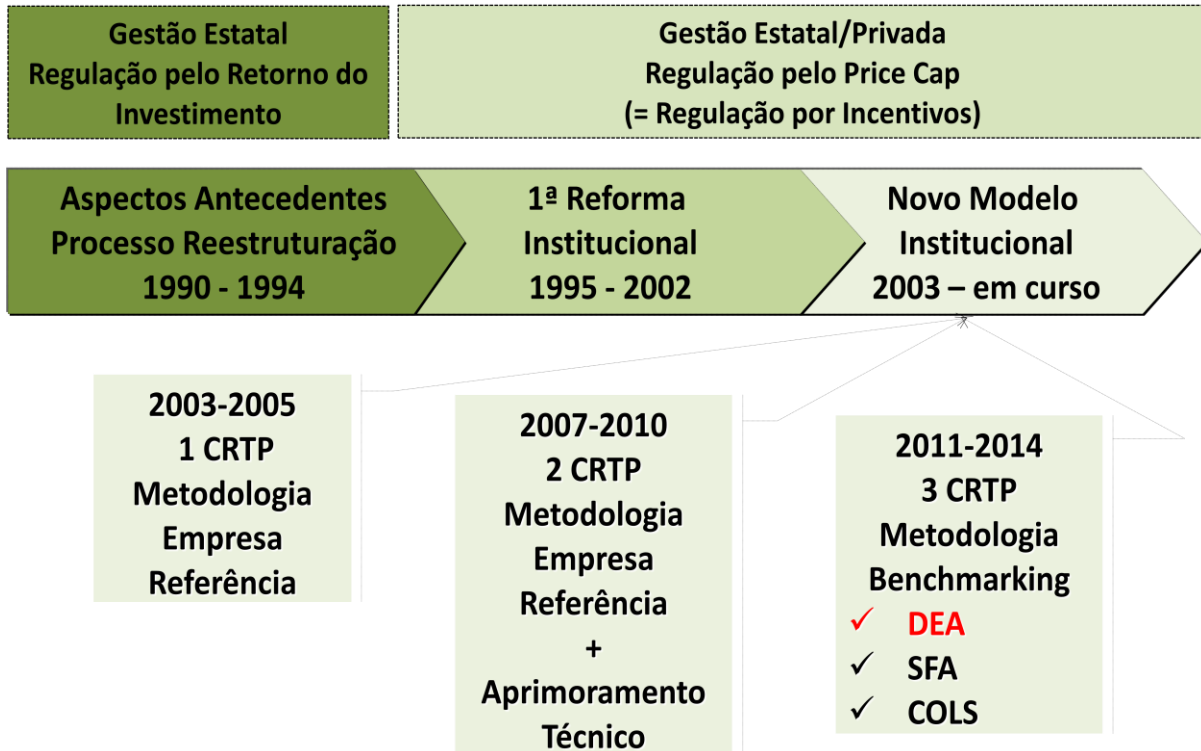 Gestão Estatal
Regulação pelo Retorno do
Investimento
Gestão Estatal/Privada
Regulação pelo Price Cap
(= Regulação por Incentivos)
Aspectos Antecedentes
Processo Reestruturação
1990 - 1994
1ª Reforma
Institucional
1995 - 2002
Novo Modelo
Institucional
2003 – em curso
2003-2005
1 CRTP
Metodologia
Empresa
Referência
2007-2010
2 CRTP
Metodologia
Empresa
Referência
+
Aprimoramento
Técnico
2011-2014
3 CRTP
Metodologia
Benchmarking
✓ DEA
✓ SFA
✓ COLS